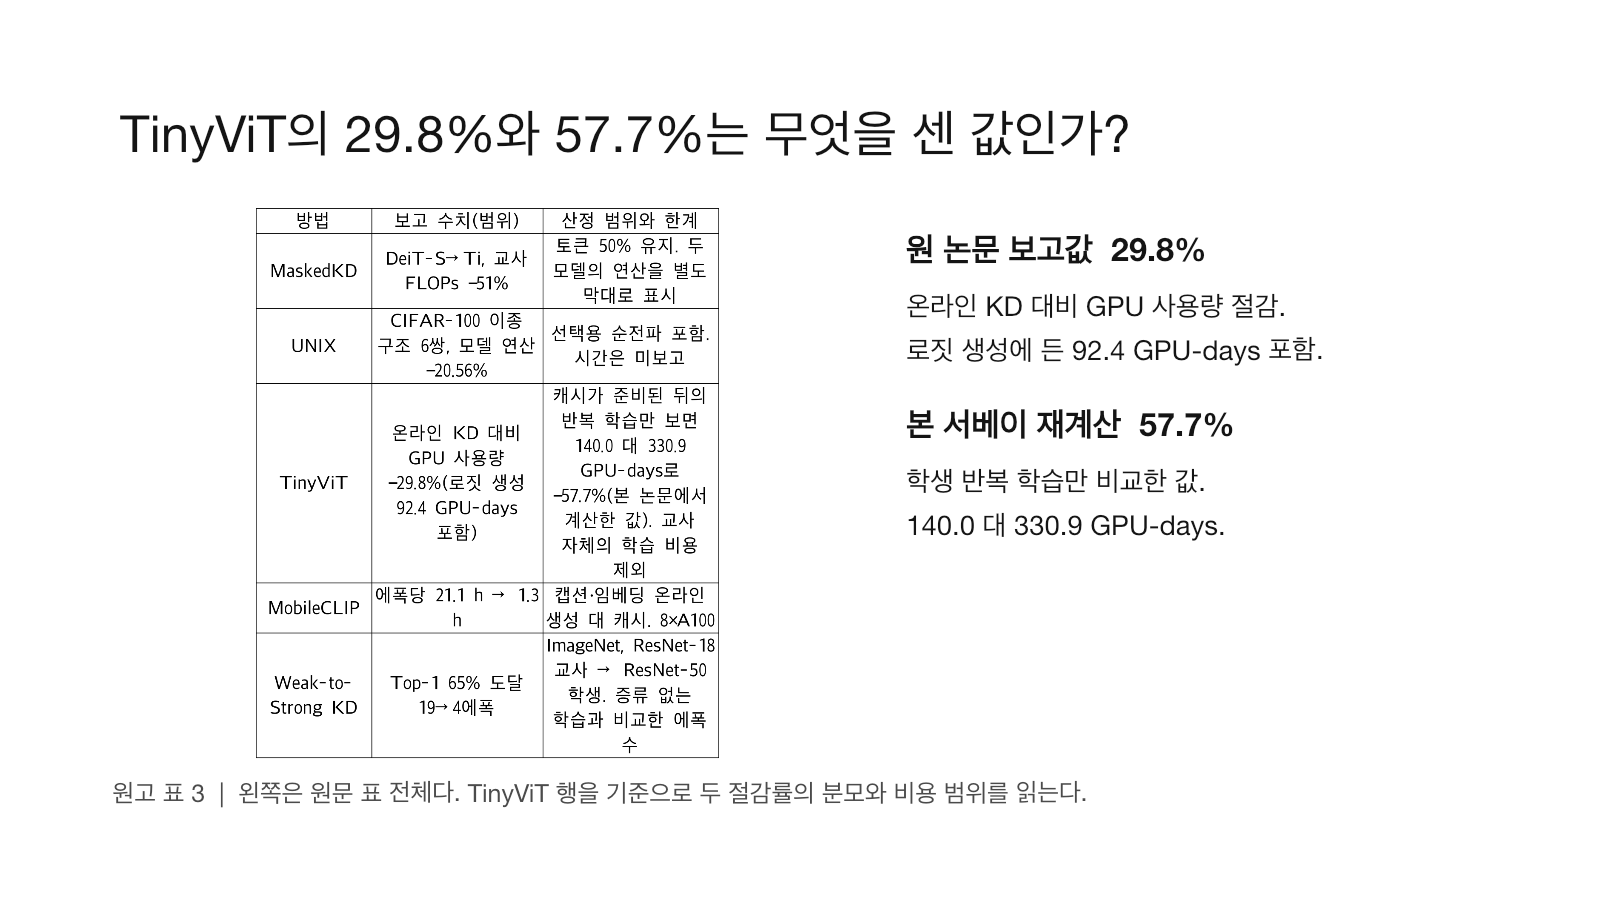 TinyViT의 29.8%와 57.7%는 무엇을 센 값인가?
방법
보고 수치(범위)
산정 범위와 한계
MaskedKD
DeiT-S→Ti, 교사
FLOPs −51%
토큰 50% 유지. 두
모델의 연산을 별도
막대로 표시
UNIX
CIFAR-100 이종
구조 6쌍, 모델 연산
−20.56%
선택용 순전파 포함.
시간은 미보고
TinyViT
온라인 KD 대비
GPU 사용량
−29.8%(로짓 생성
92.4 GPU-days
포함)
캐시가 준비된 뒤의
반복 학습만 보면
140.0 대 330.9
GPU-days로
−57.7%(본 논문에서
계산한 값). 교사
자체의 학습 비용
제외
MobileCLIP
에폭당 21.1 h → 1.3
h
캡션·임베딩 온라인
생성 대 캐시. 8×A100
Weak-to-
Strong KD
Top-1 65% 도달
19→4에폭
ImageNet, ResNet-18
교사 → ResNet-50
학생. 증류 없는
학습과 비교한 에폭
수
원 논문 보고값 29.8%
온라인 KD 대비 GPU 사용량 절감.
로짓 생성에 든 92.4 GPU-days 포함.
본 서베이 재계산 57.7%
학생 반복 학습만 비교한 값.
140.0 대 330.9 GPU-days.
원고 표 3 | 왼쪽은 원문 표 전체다. TinyViT 행을 기준으로 두 절감률의 분모와 비용 범위를 읽는다.